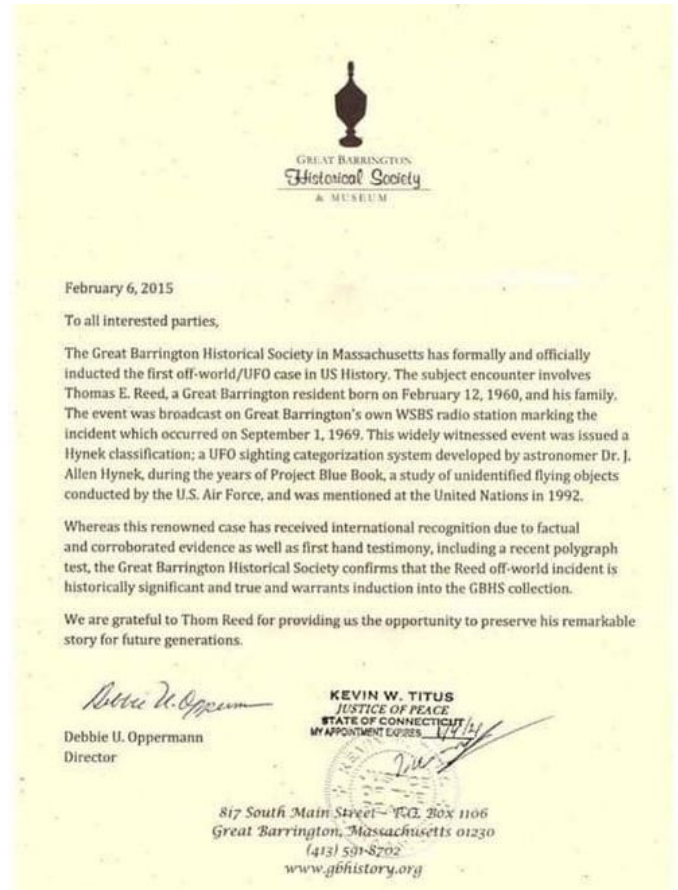 GREAT BARRINGTON
Historical Society
& MUSEUM
February 6, 2015
To all interested parties,
The Great Barrington Historical Society in Massachusetts has formally and officially
inducted the first off-world/UFO case in US History. The subject encounter involves
Thomas E. Reed, a Great Barrington resident born on February 12, 1960, and his family.
The event was broadcast on Great Barrington's own WSBS radio station marking the
incident which occurred on September 1, 1969. This widely witnessed event was issued a
Hynek classification; a UFO sighting categorization system developed by astronomer Dr. J.
Allen Hynek, during the years of Project Blue Book, a study of unidentified flying objects
conducted by the U.S. Air Force, and was mentioned at the United Nations in 1992.
Whereas this renowned case has received international recognition due to factual
and corroborated evidence as well as first hand testimony, including a recent polygraph
test, the Great Barrington Historical Society confirms that the Reed off-world incident is
historically significant and true and warrants induction into the GBHS collection.
We are grateful to Thom Reed for providing us the opportunity to preserve his remarkable
story for future generations.
Debbie U. Oppermann
Director
KEVIN W. TITUS
JUSTICE OF PEACE
STATE OF CONNECTICUT
MY APPOINTMENT EXPIRES
817 South Main Street – P.O. Box 1106
Great Barrington, Massachusetts 01230
(413) 591-8702
www.gbhistory.org